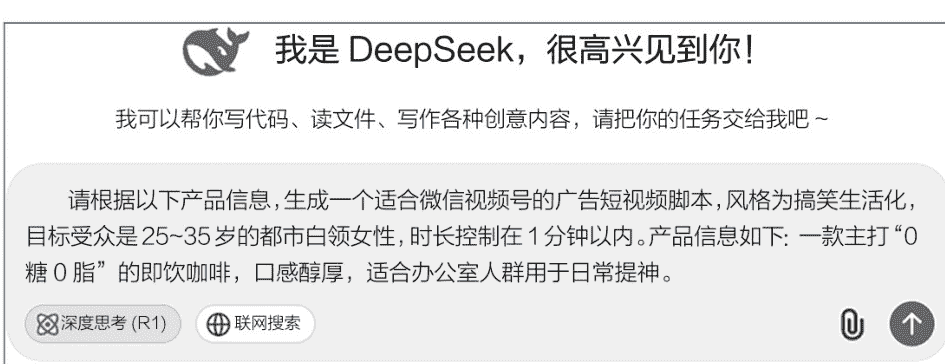 我是 DeepSeek，很高兴见到你！
我可以帮你写代码、读文件、写作各种创意内容，请把你的任务交给我吧 ~
请根据以下产品信息，生成一个适合微信视频号的广告短视频脚本，风格为搞笑生活化，
目标受众是 25~35 岁的都市白领女性，时长控制在 1 分钟以内。产品信息如下：一款主打“0
糖 0 脂”的即饮咖啡，口感醇厚，适合办公室人群用于日常提神。
深度思考 (R1) 联网搜索